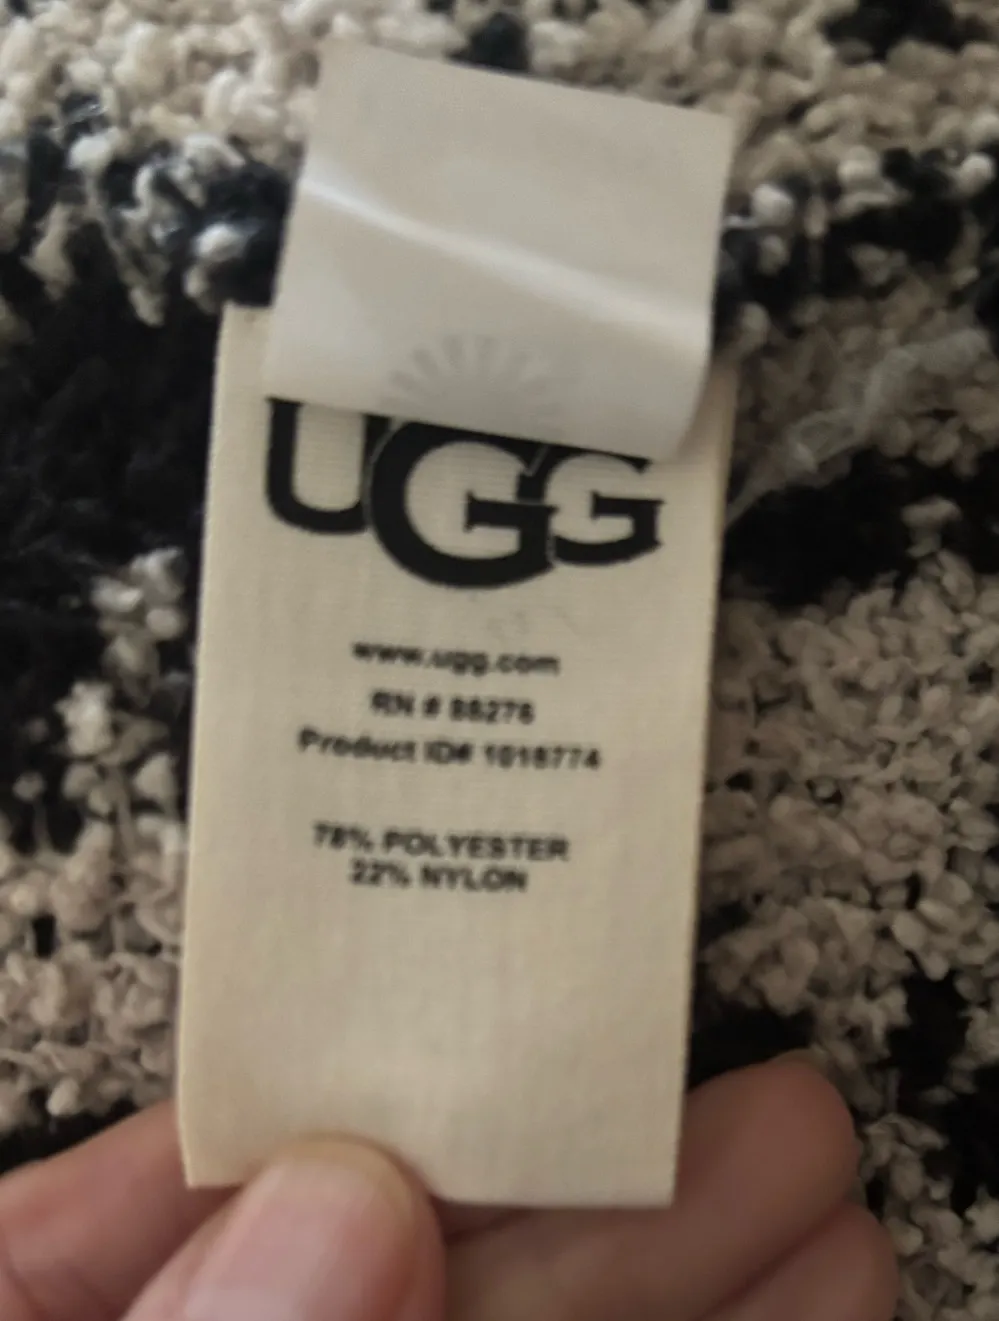 UGG
www.ugg.com
RN # 88276
Product ID# 1018774
78% POLYESTER
22% NYLON